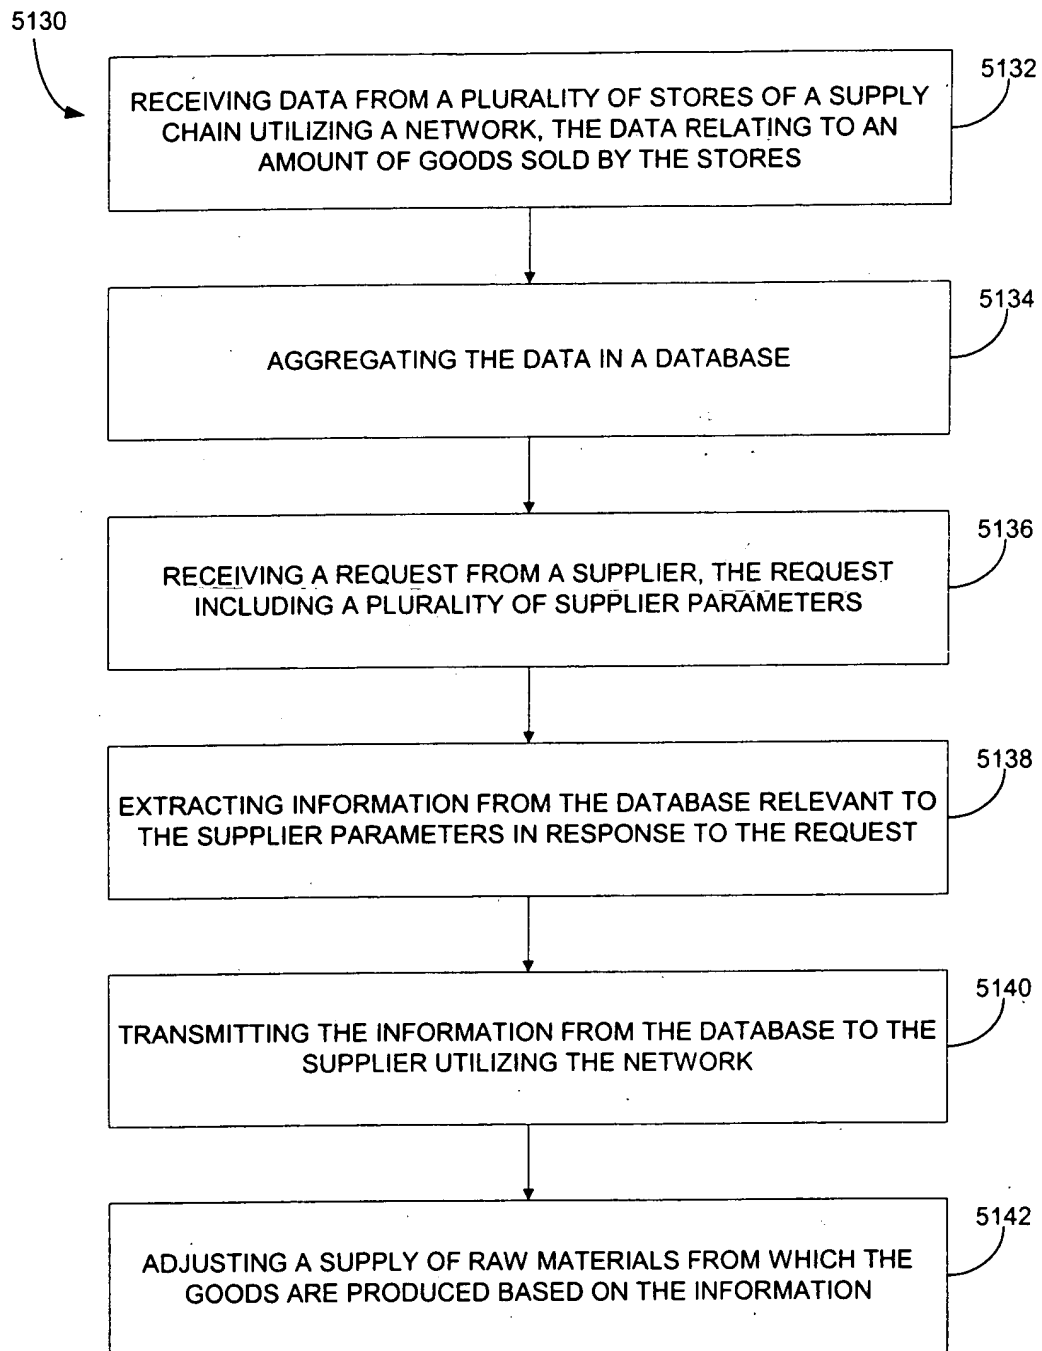 5130
5132
RECEIVING DATA FROM A PLURALITY OF STORES OF A SUPPLY
CHAIN UTILIZING A NETWORK, THE DATA RELATING TO AN
AMOUNT OF GOODS SOLD BY THE STORES
5134
AGGREGATING THE DATA IN A DATABASE
5136
RECEIVING A REQUEST FROM A SUPPLIER, THE REQUEST
INCLUDING A PLURALITY OF SUPPLIER PARAMETERS
5138
EXTRACTING INFORMATION FROM THE DATABASE RELEVANT TO
THE SUPPLIER PARAMETERS IN RESPONSE TO THE REQUEST
5140
TRANSMITTING THE INFORMATION FROM THE DATABASE TO THE
SUPPLIER UTILIZING THE NETWORK
5142
ADJUSTING A SUPPLY OF RAW MATERIALS FROM WHICH THE
GOODS ARE PRODUCED BASED ON THE INFORMATION